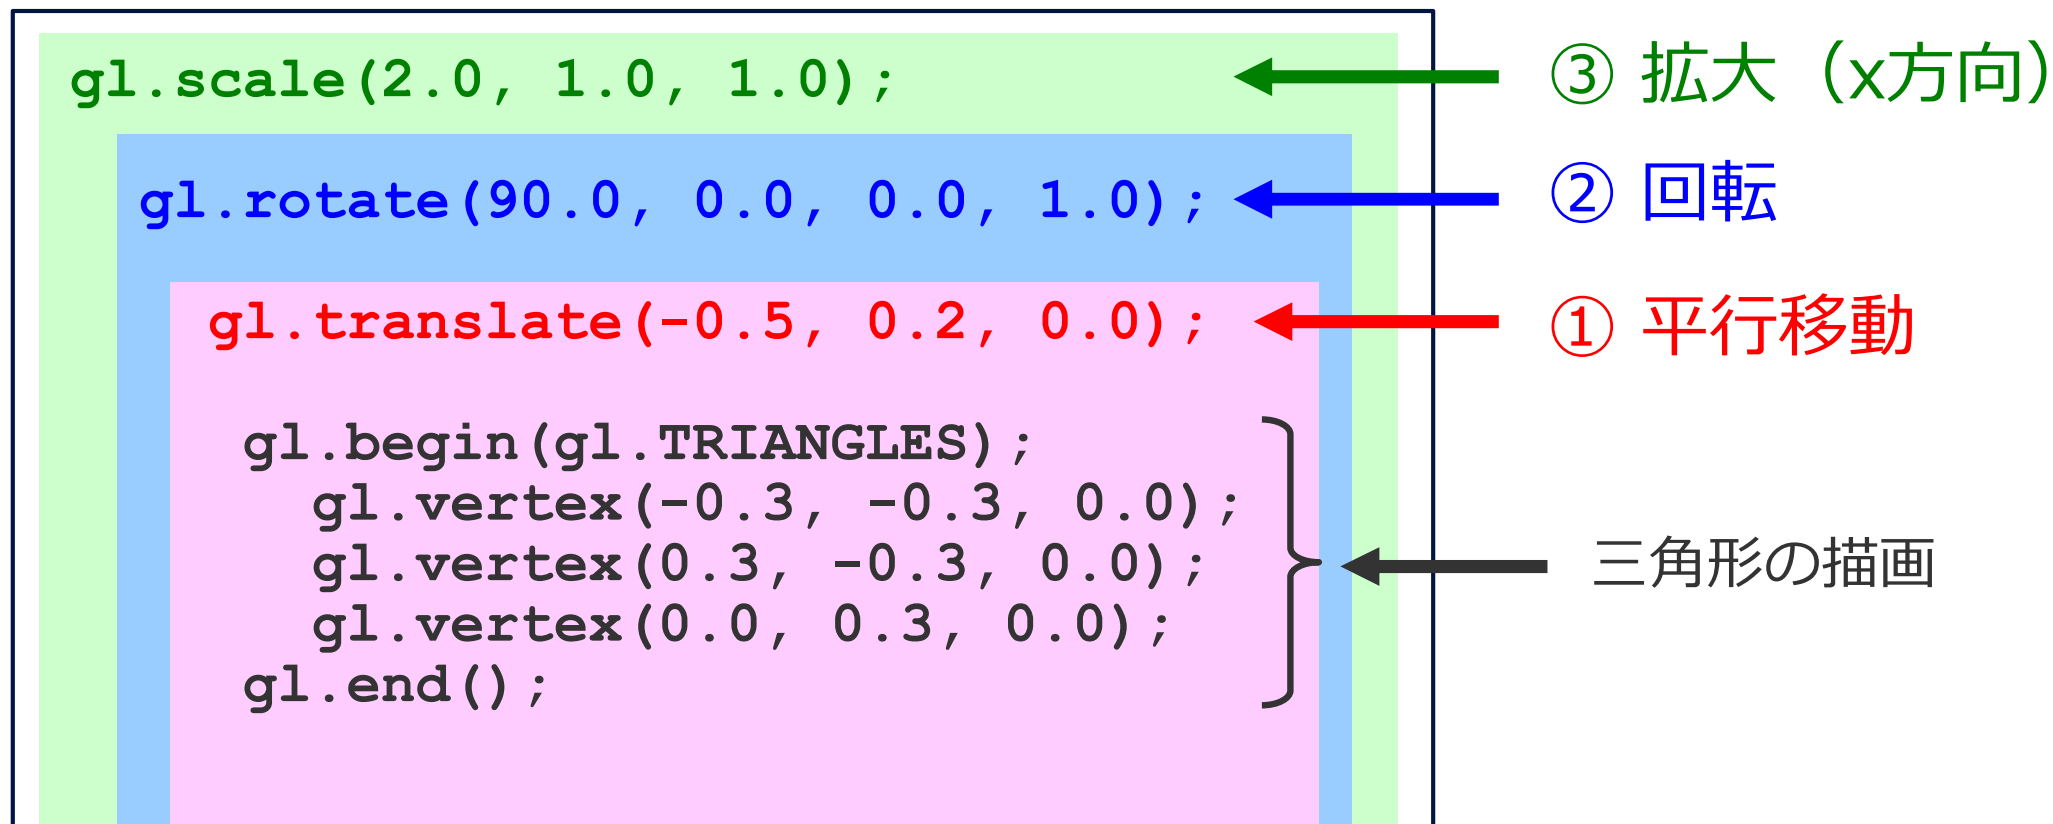 gl.scale(2.0, 1.0, 1.0);
③ 拡大（x方向）
gl.rotate(90.0, 0.0, 0.0, 1.0);
② 回転
gl.translate(-0.5, 0.2, 0.0);
① 平行移動
gl.begin(gl.TRIANGLES);
gl.vertex(-0.3, -0.3, 0.0);
gl.vertex(0.3, -0.3, 0.0);
gl.vertex(0.0, 0.3, 0.0);
gl.end();
三角形の描画